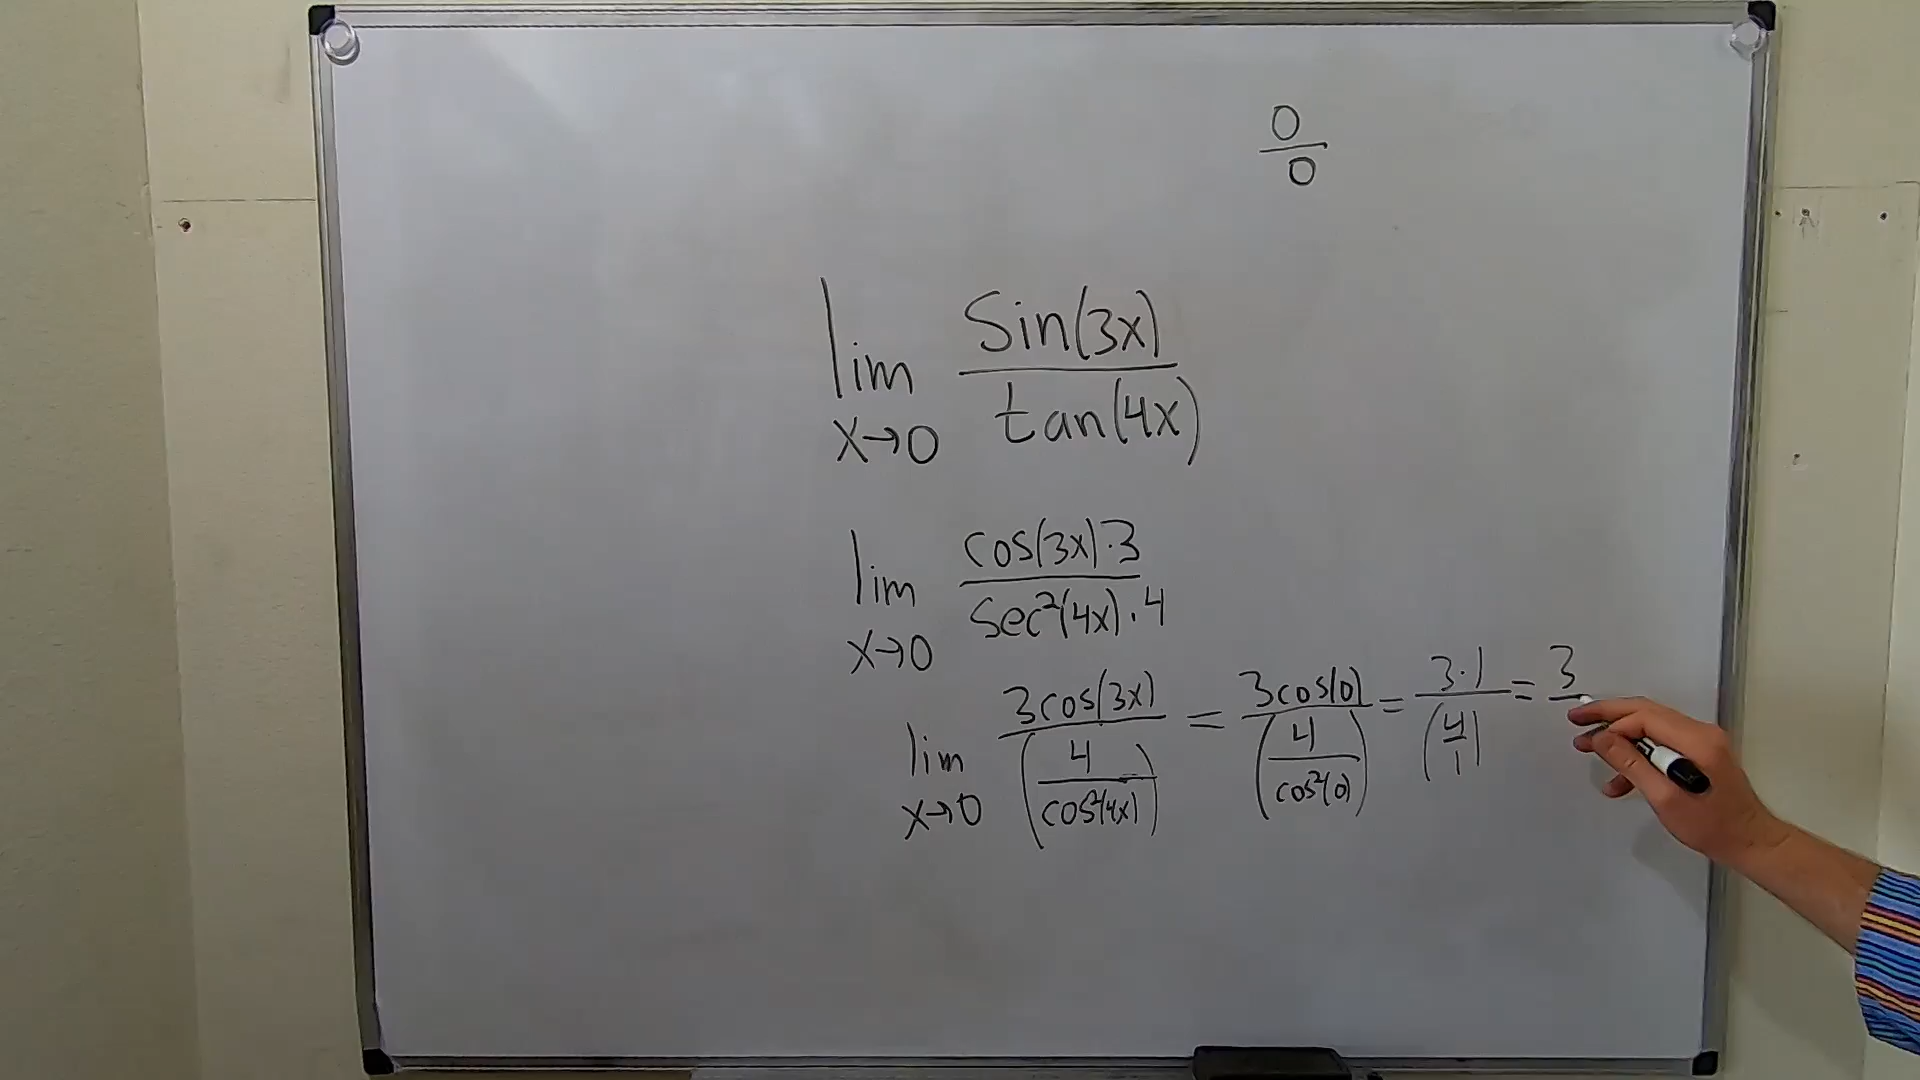 0/0
lim x→0 sin(3x)/tan(4x)
lim x→0 cos(3x)·3/sec²(4x)·4
lim x→0 3cos(3x)/(4/cos²(4x)) = 3cos(0)/(4/cos²(0)) = 3·1/(4/1) = 3/